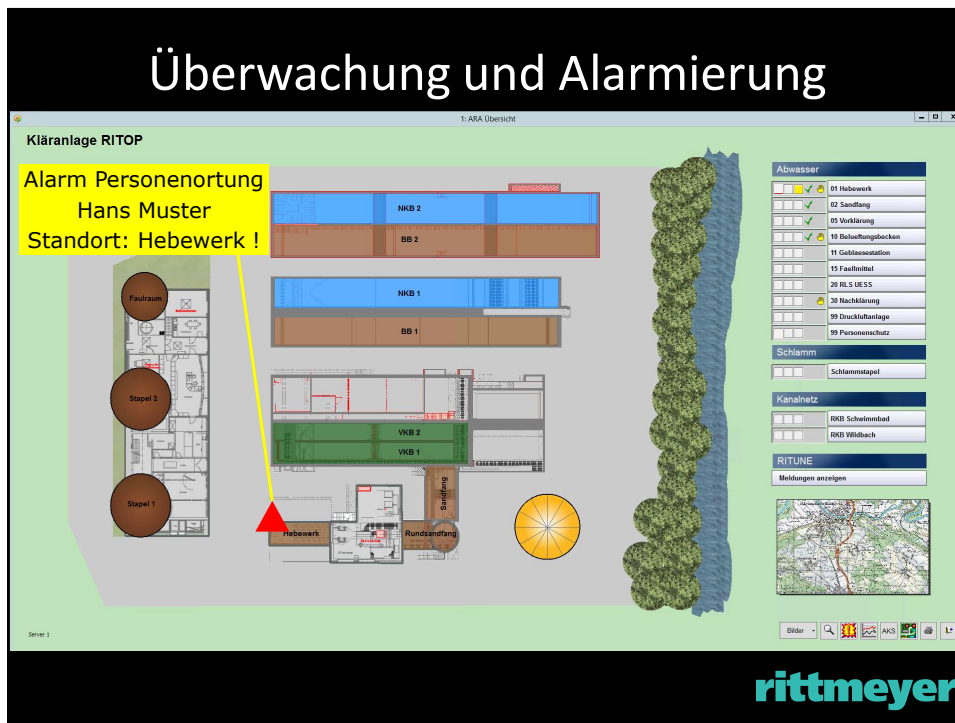 Überwachung und Alarmierung
1: ARA Übersicht
Kläranlage RITOP
Alarm Personenortung
Hans Muster
Standort: Hebewerk !
NKB 2
BB 2
NKB 1
BB 1
VKB 2
VKB 1
Faulraum
Stapel 2
Stapel 1
Sandfang
Hebewerk
Rundsandfang
Abwasser
01 Hebewerk
02 Sandfang
05 Vorklärung
10 Belueftungsbecken
11 Geblaesestation
15 Faellmittel
20 RLS UESS
30 Nachklärung
99 Druckluftanlage
99 Personenschutz
Schlamm
Schlammstapel
Kanalnetz
RKB Schwimmbad
RKB Wildbach
RITUNE
Meldungen anzeigen
Bilder
AKS
Server 1
rittmeyer